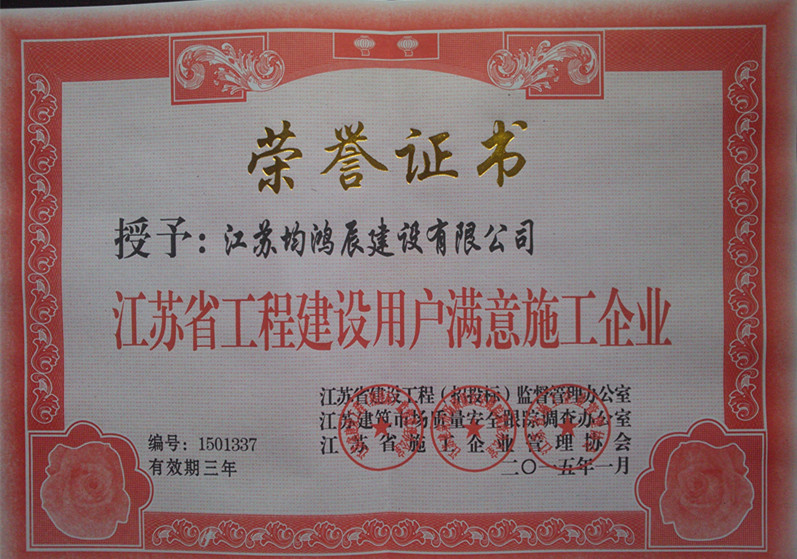 荣誉证书
授予：江苏均鸿辰建设有限公司
江苏省工程建设用户满意施工企业
江苏省建设工程（招投标）监督管理办公室
江苏建筑市场质量安全跟踪调查办公室
江苏省施工企业管理协会
编号：1501337
有效期三年
二〇一五年一月